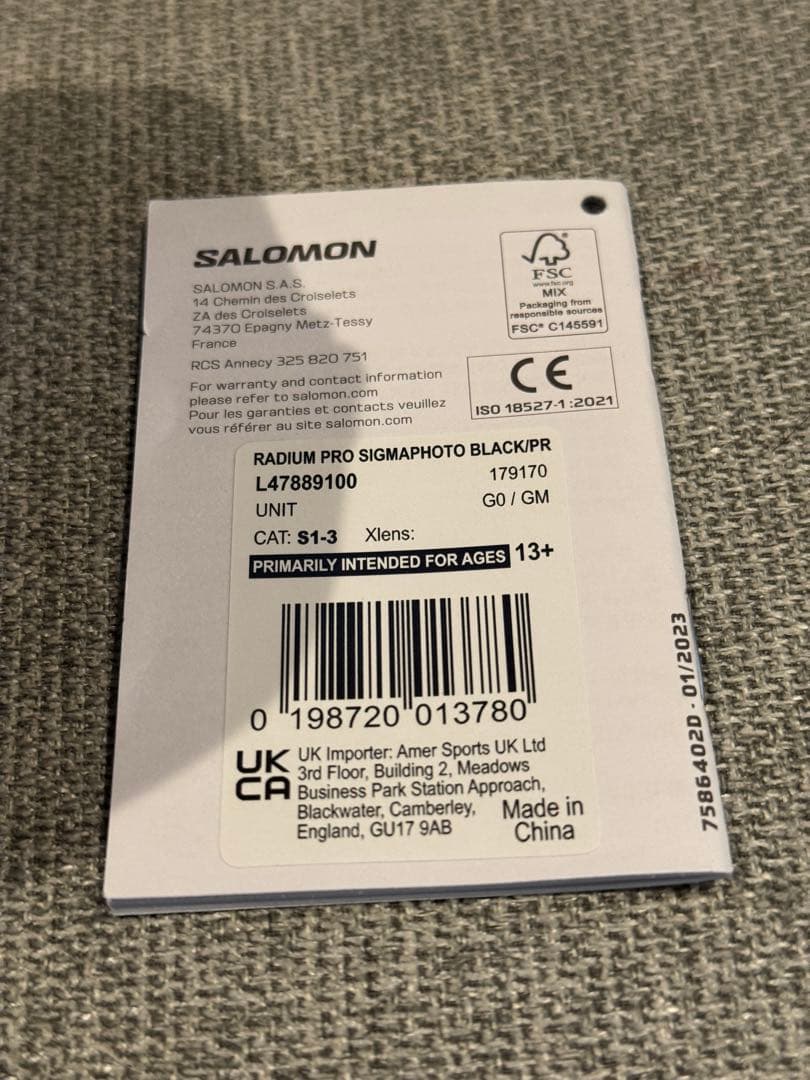 SALOMON
SALOMON S.A.S.
14 Chemin des Croiselets
ZA des Croiselets
74370 Epagny Metz-Tessy
France
RCS Annecy 325 820 751
For warranty and contact information
please refer to salomon.com
Pour les garanties et contacts veuillez
vous référer au site salomon.com
FSC
www.fsc.org
MIX
Packaging from
responsible sources
FSC® C145591
CE
ISO 18527-1 :2021
RADIUM PRO SIGMAPHOTO BLACK/PR
L47889100 179170
UNIT G0 / GM
CAT: S1-3 Xlens:
PRIMARILY INTENDED FOR AGES 13+
0 198720 013780
UK
CA
UK Importer: Amer Sports UK Ltd
3rd Floor, Building 2, Meadows
Business Park Station Approach,
Blackwater, Camberley,
England, GU17 9AB
Made in
China
7586402D - 01/2023